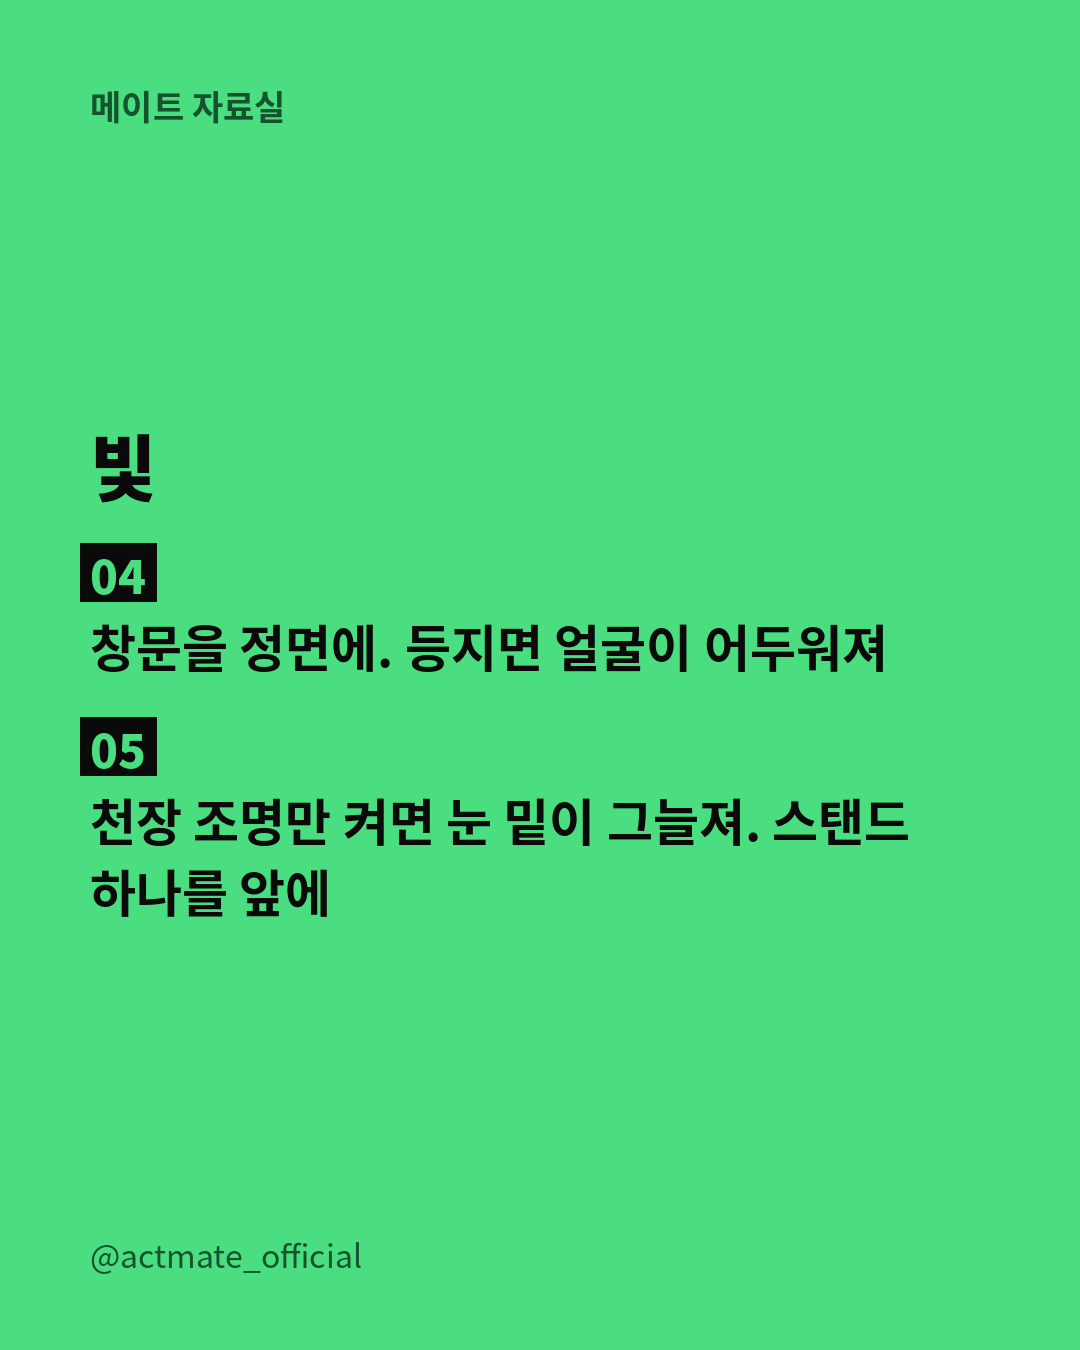 메이트 자료실
빛
04
창문을 정면에. 등지면 얼굴이 어두워져
05
천장 조명만 켜면 눈 밑이 그늘져. 스탠드
하나를 앞에
@actmate_official